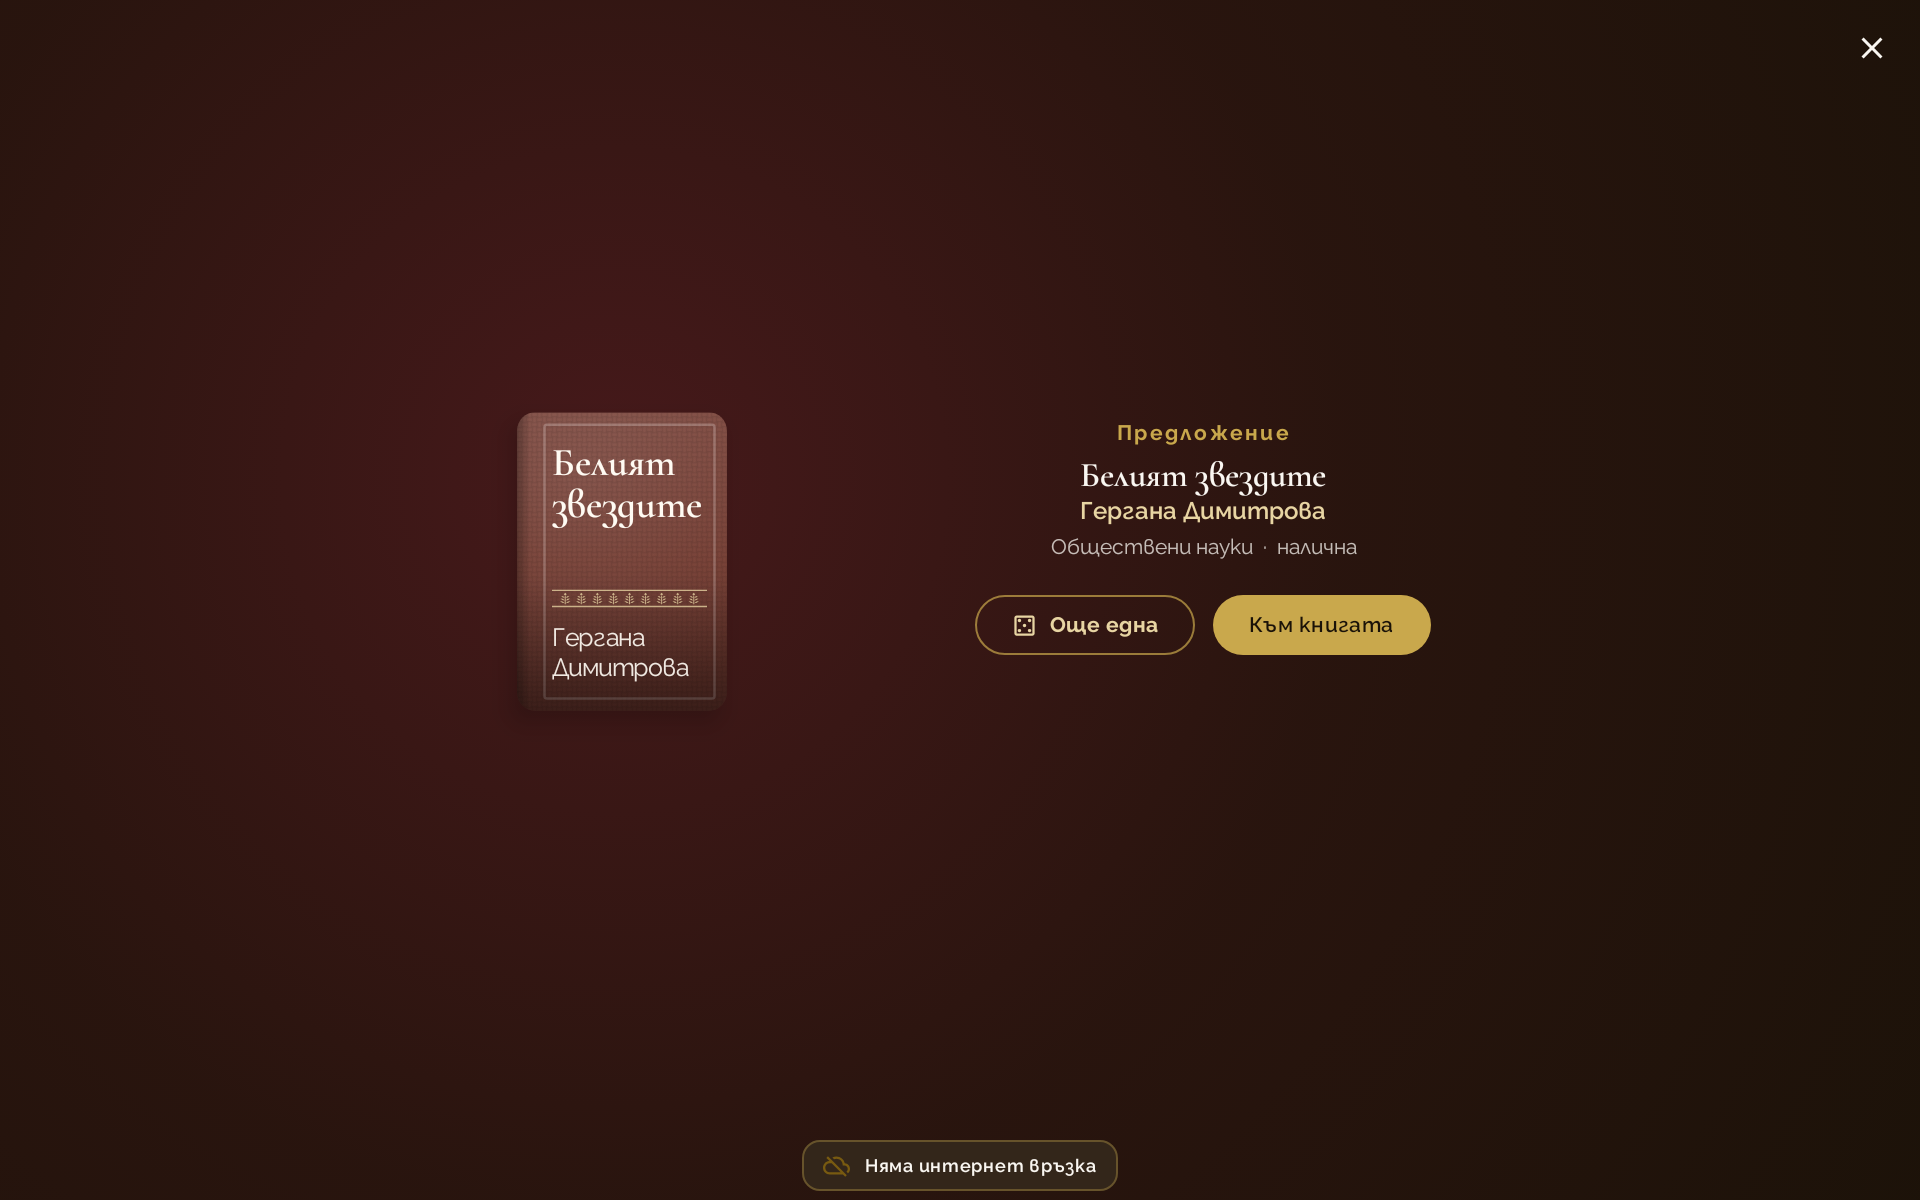 Белият
звездите
Гергана
Димитрова
Предложение
Белият звездите
Гергана Димитрова
Обществени науки · налична
Още една
Към книгата
Няма интернет връзка